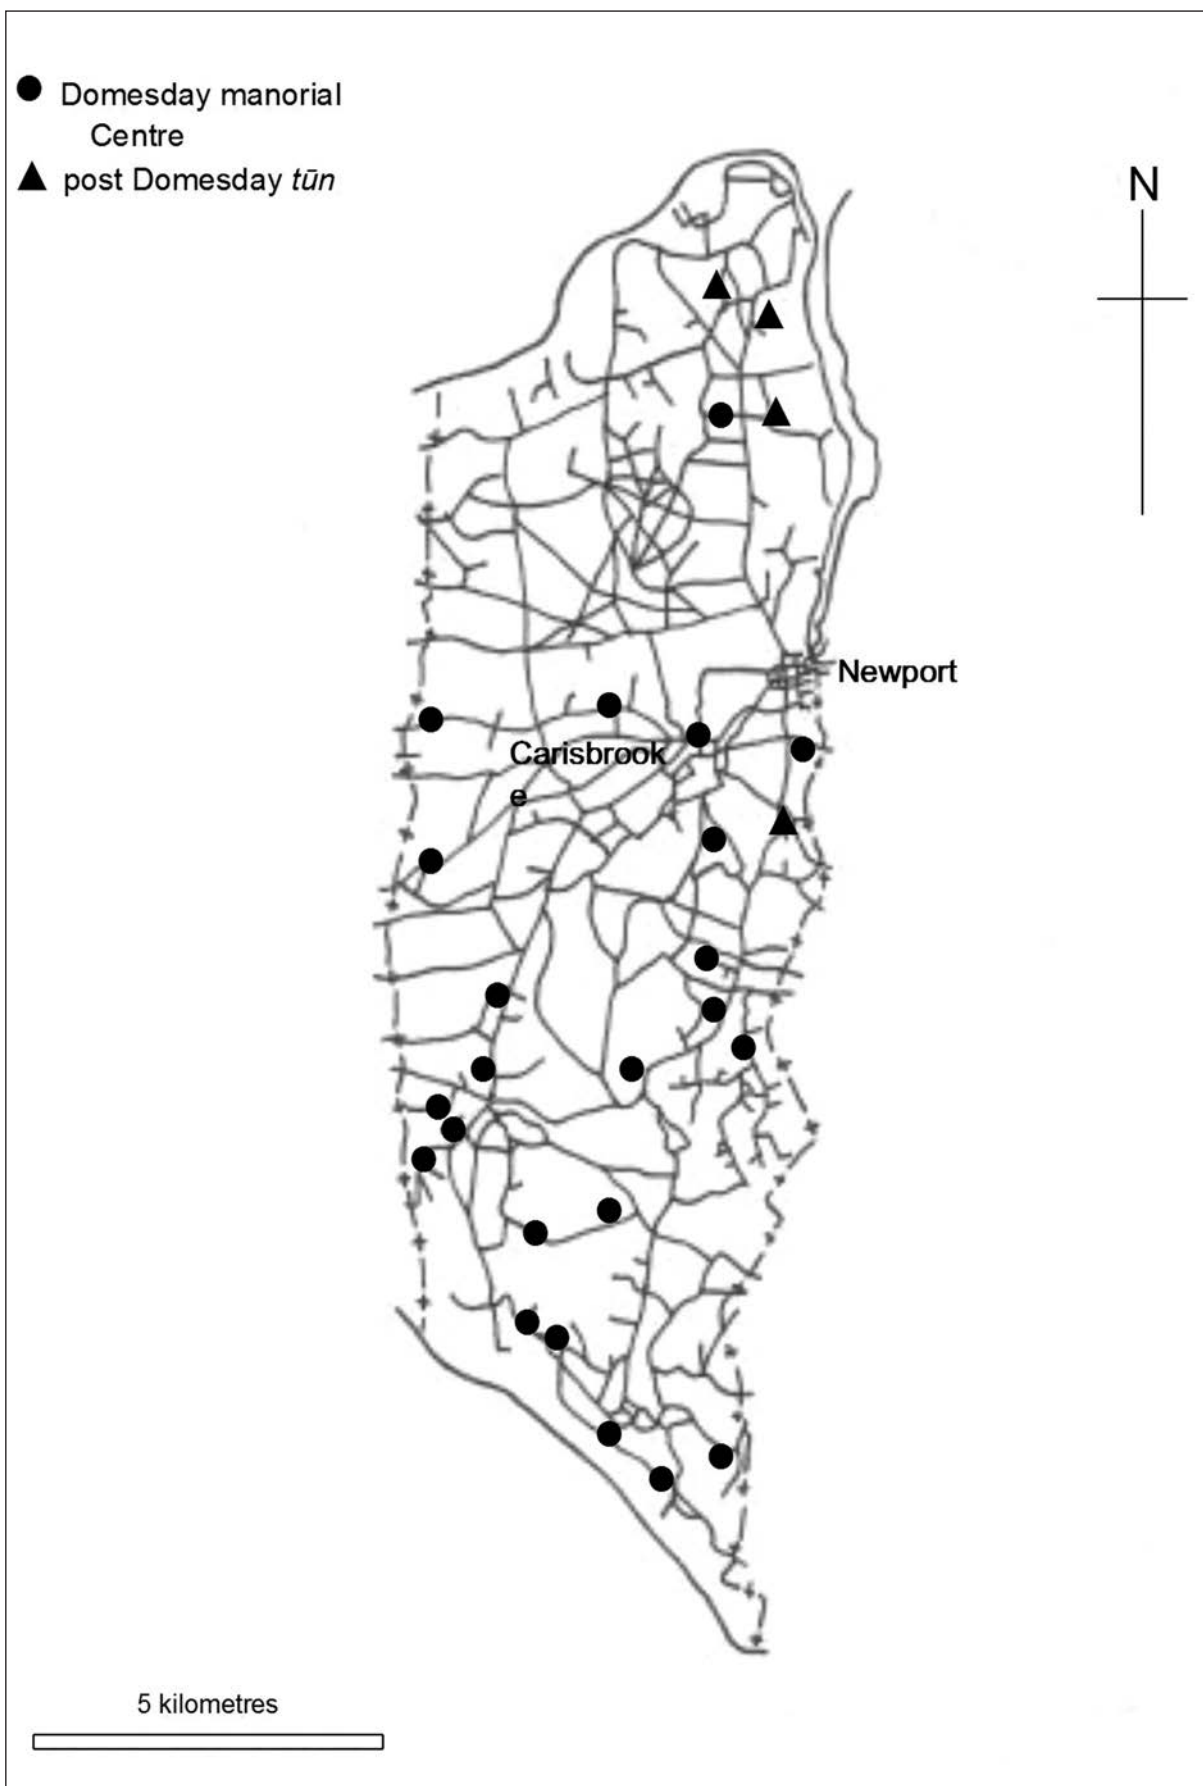 Domesday manorial
Centre
post Domesday tūn
N
Newport
Carisbrook
e
5 kilometres